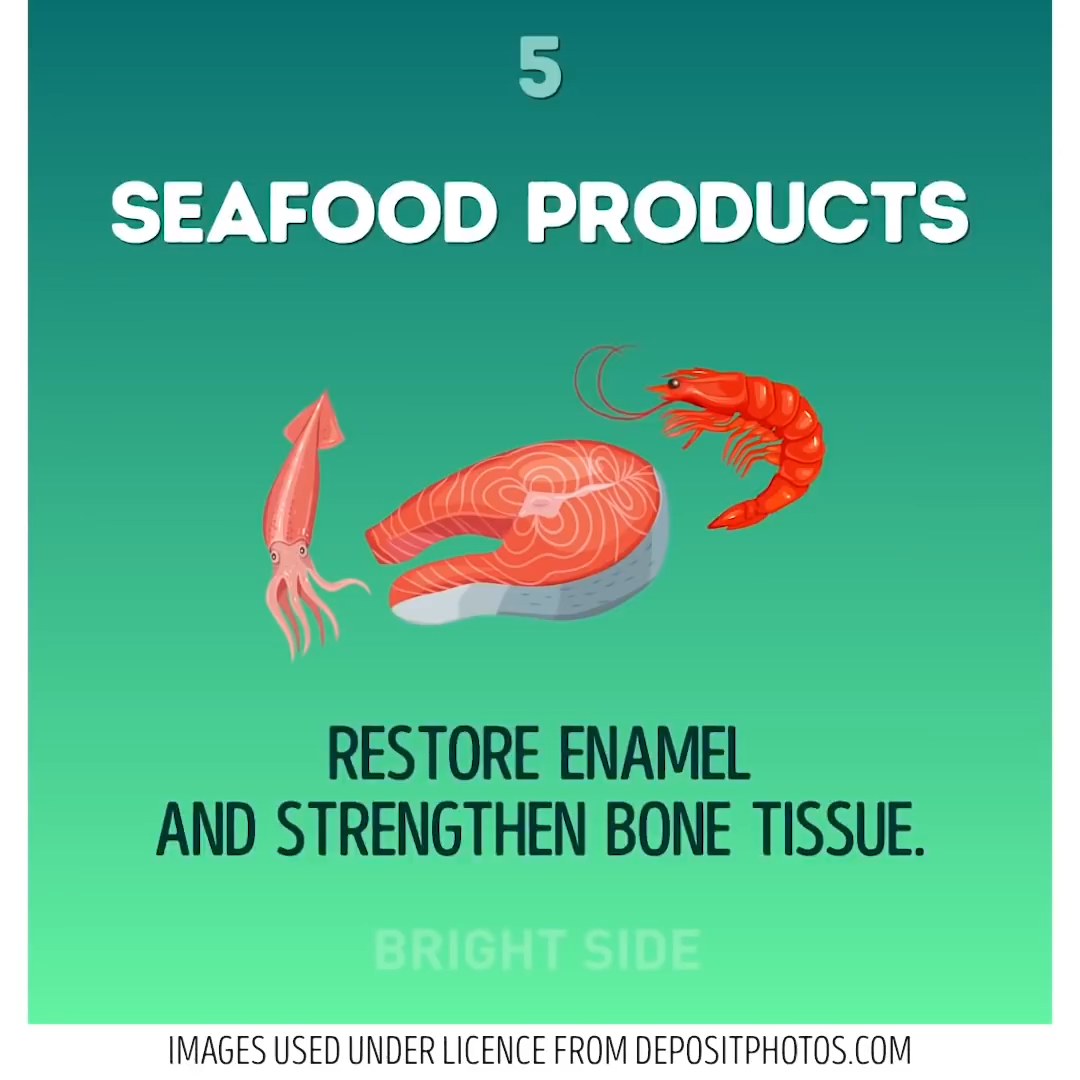 5
SEAFOOD PRODUCTS
RESTORE ENAMEL
AND STRENGTHEN BONE TISSUE.
BRIGHT SIDE
IMAGES USED UNDER LICENCE FROM DEPOSITPHOTOS.COM